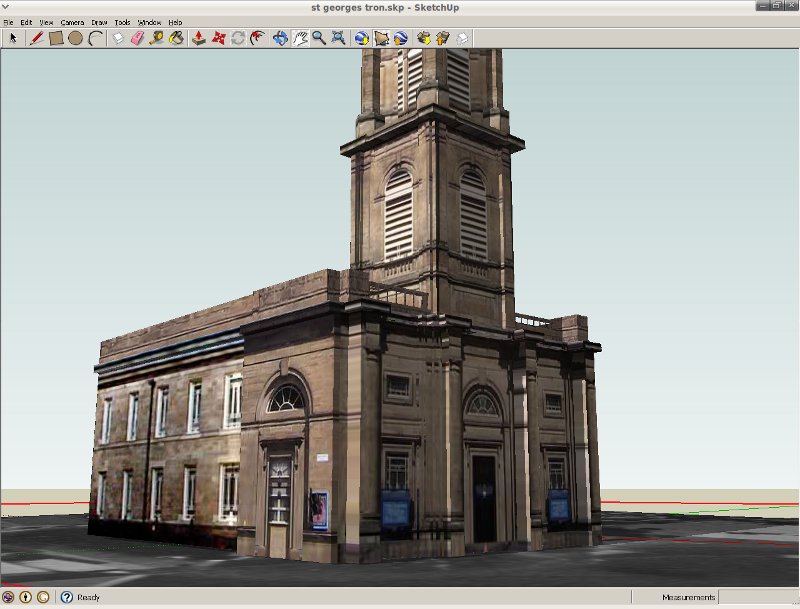 st georges tron.skp - SketchUp
File Edit View Camera Draw Tools Window Help
Ready
Measurements